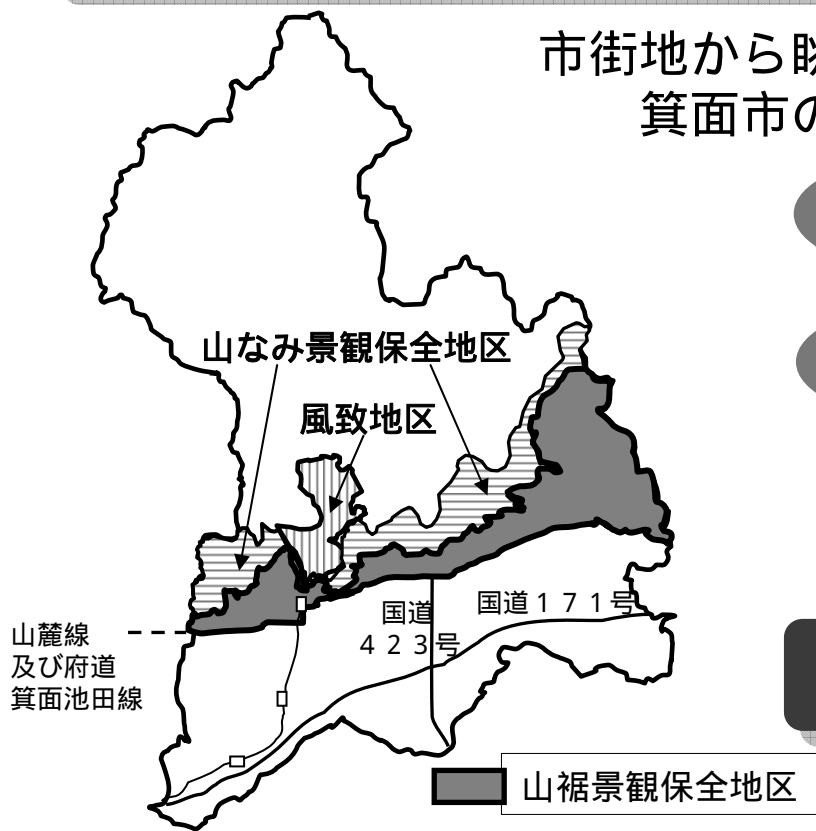 市街地から眺
箕面市の
山なみ景観保全地区
風致地区
国道
４２３号
国道１７１号
山麓線
及び府道
箕面池田線
山裾景観保全地区